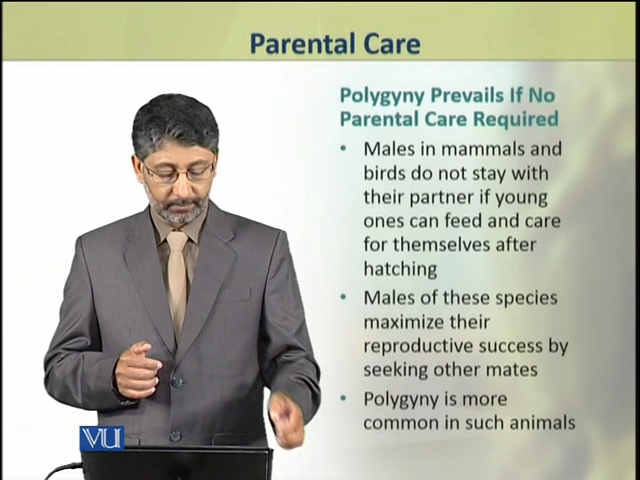 Parental Care
Polygyny Prevails If No
Parental Care Required
• Males in mammals and
birds do not stay with
their partner if young
ones can feed and care
for themselves after
hatching
• Males of these species
maximize their
reproductive success by
seeking other mates
• Polygyny is more
common in such animals
VU